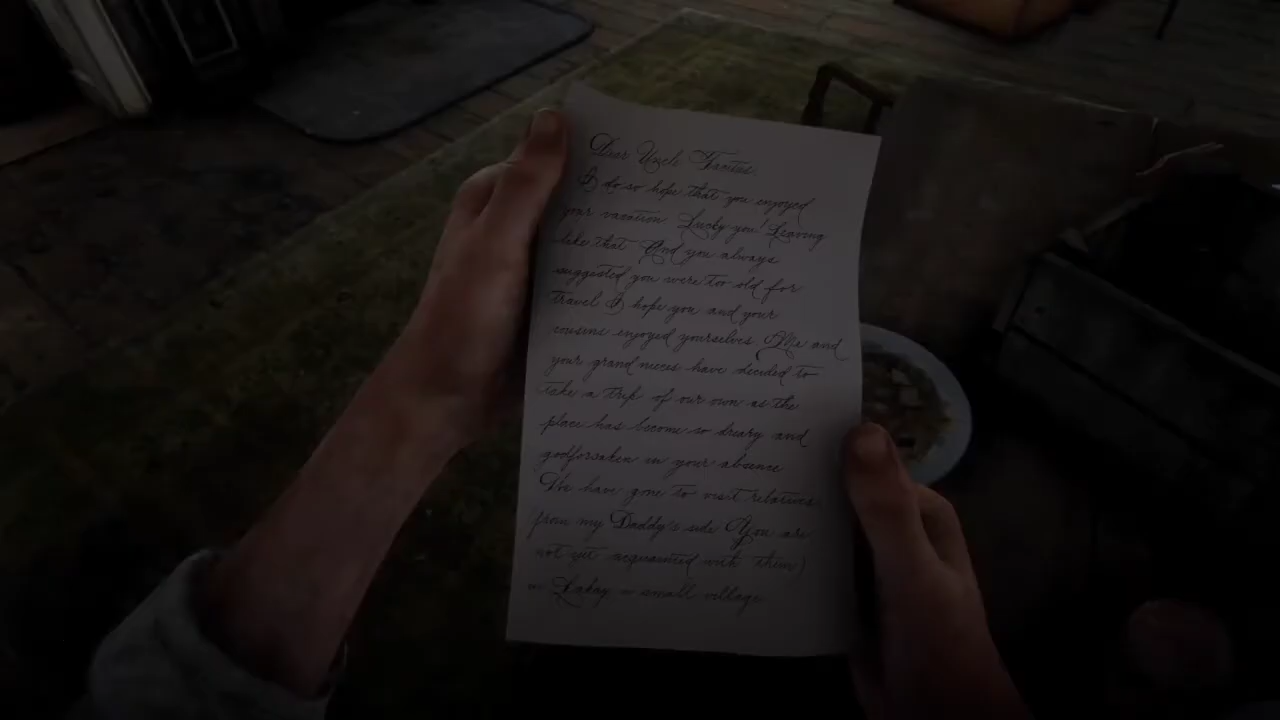 Dear Uncle Tantus
I do so hope that you enjoyed
your vacation Lucky you! Leaving
like that And you always
suggested you were too old for
travel I hope you and your
cousins enjoyed yourselves (Me and
your grand nieces have decided to
take a trip of our own as the
place has become so dreary and
godforsaken in your absence
We have gone to visit relatives
from my Daddy's side (You are
not yet acquainted with them)
in Lakay a small village